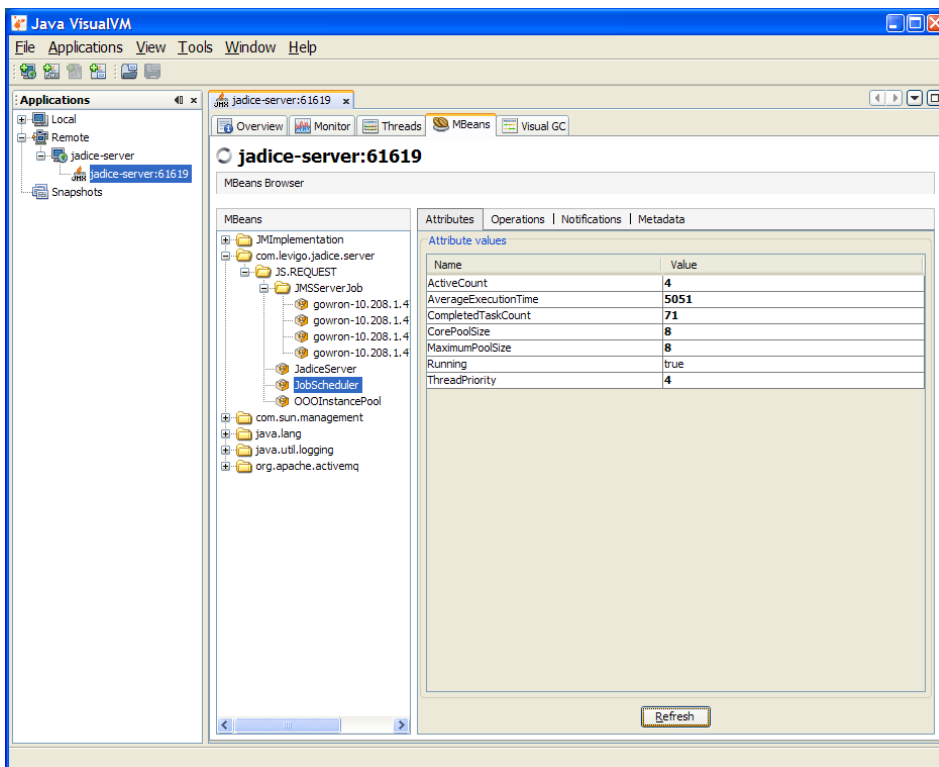 Java VisualVM
File Applications View Tools Window Help
Applications
Local
Remote
jadice-server
JMX jadice-server:61619
Snapshots
JMX jadice-server:61619 x
Overview Monitor Threads MBeans Visual GC
jadice-server:61619
MBeans Browser
MBeans
JMImplementation
com.levigo.jadice.server
JS.REQUEST
JMSServerJob
gowron-10.208.1.4
gowron-10.208.1.4
gowron-10.208.1.4
gowron-10.208.1.4
JadiceServer
JobScheduler
OOOInstancePool
com.sun.management
java.lang
java.util.logging
org.apache.activemq
Attributes Operations Notifications Metadata
Attribute values
Name Value
ActiveCount 4
AverageExecutionTime 5051
CompletedTaskCount 71
CorePoolSize 8
MaximumPoolSize 8
Running true
ThreadPriority 4
Refresh